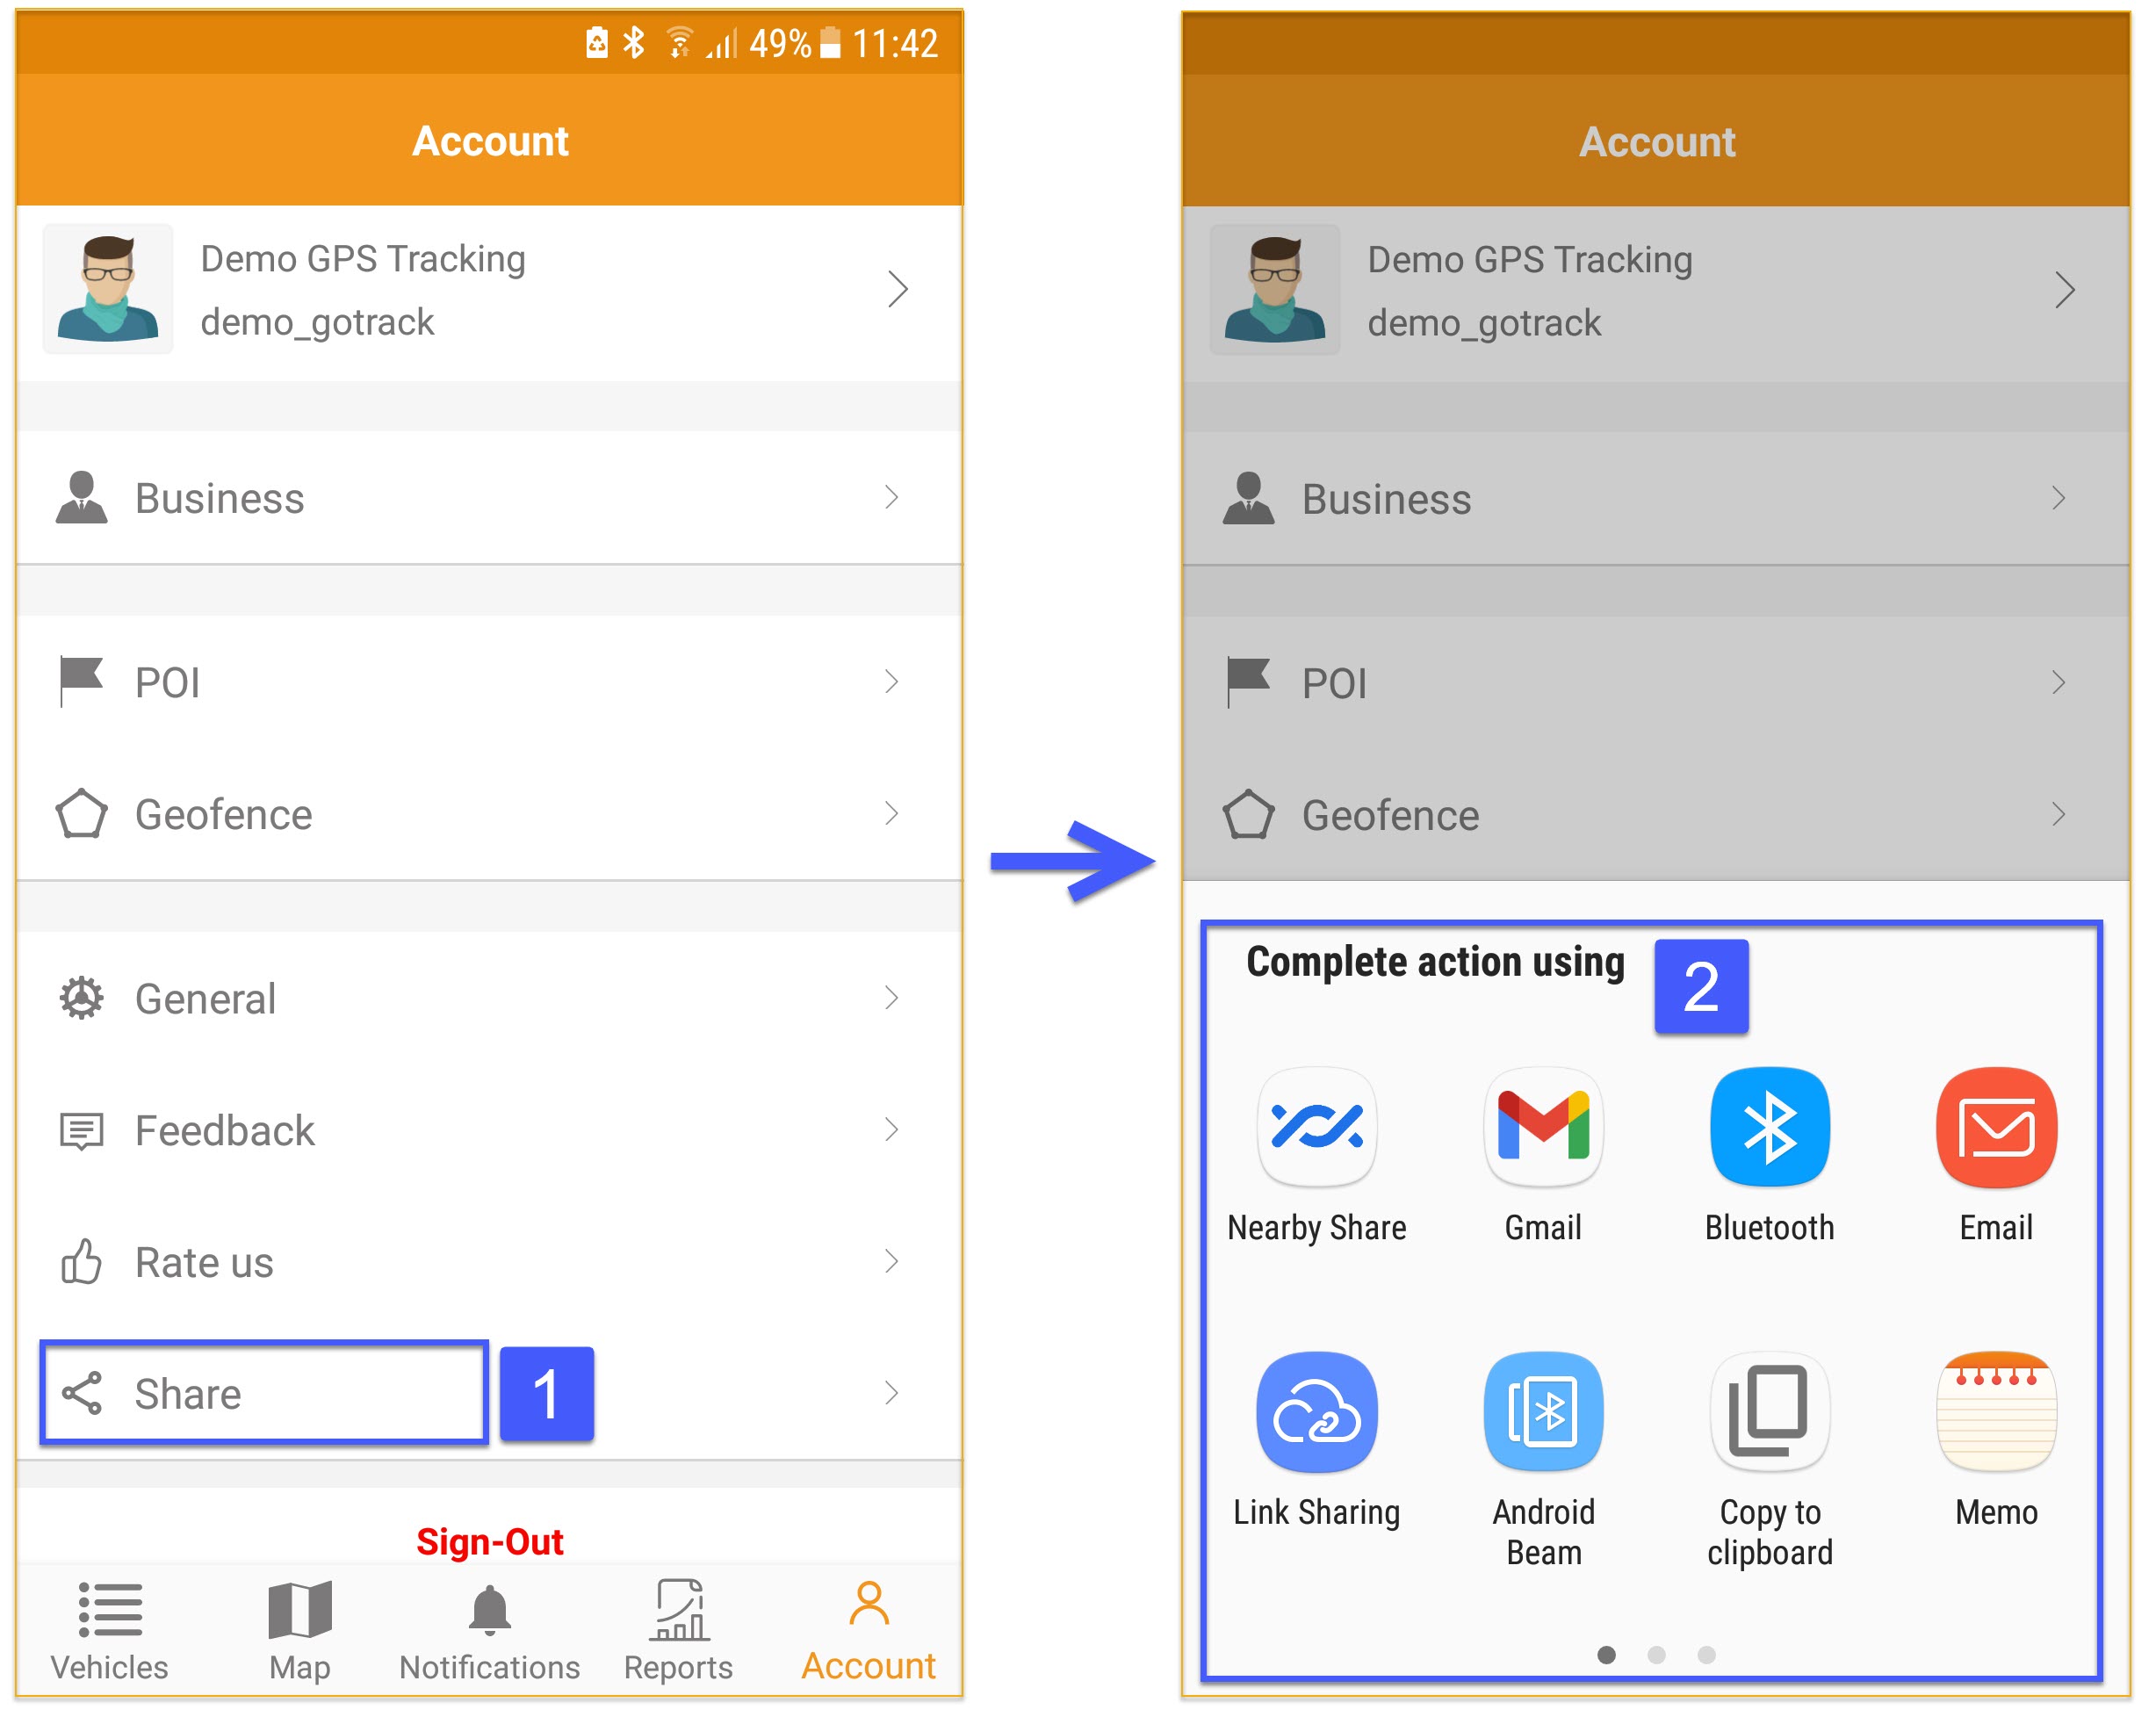 49% 11:42
Account
Demo GPS Tracking
demo_gotrack
Business
POI
Geofence
General
Feedback
Rate us
Share
1
Sign-Out
Vehicles
Map
Notifications
Reports
Account
Account
Demo GPS Tracking
demo_gotrack
Business
POI
Geofence
Complete action using
2
Nearby Share
Gmail
Bluetooth
Email
Link Sharing
Android
Beam
Copy to
clipboard
Memo